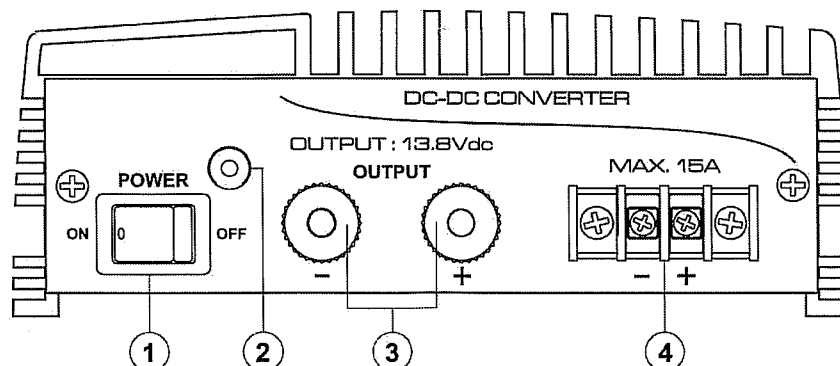 DC-DC CONVERTER
OUTPUT : 13.8Vdc
OUTPUT
MAX. 15A
POWER
ON 0 OFF
- +
- +
1 2 3 4